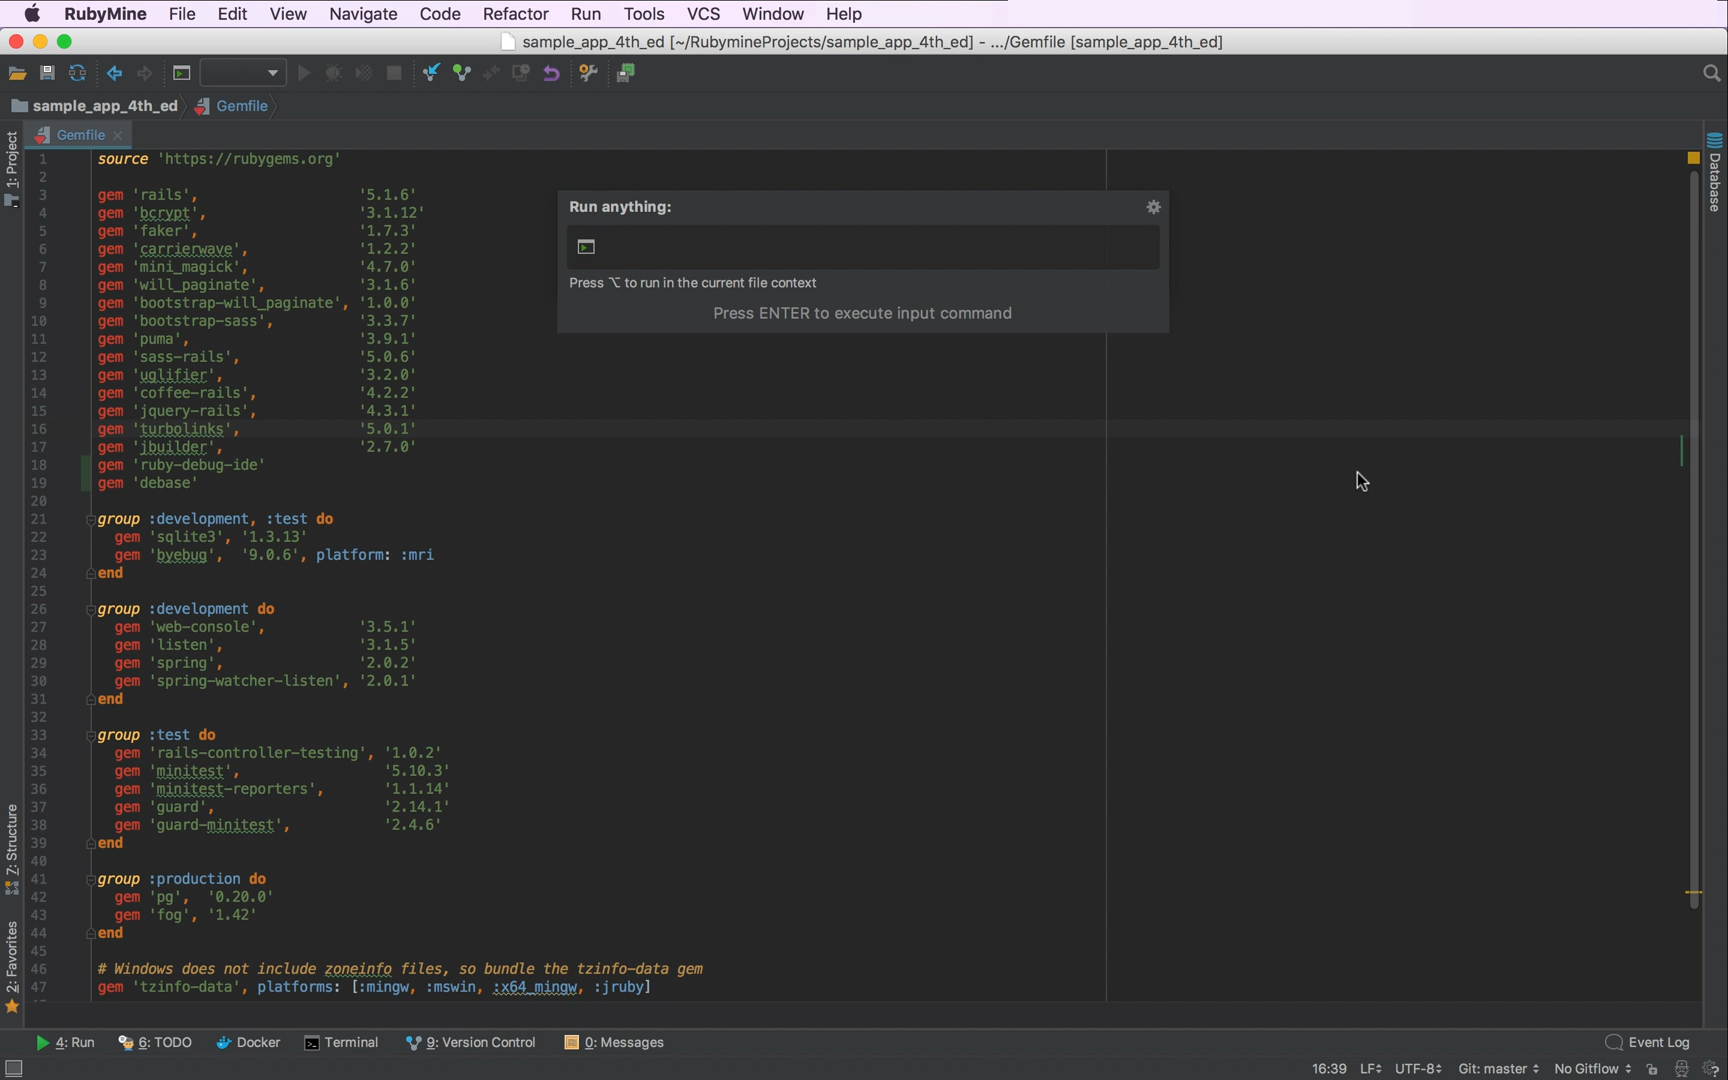 RubyMine File Edit View Navigate Code Refactor Run Tools VCS Window Help
sample_app_4th_ed [~/RubymineProjects/sample_app_4th_ed] - .../Gemfile [sample_app_4th_ed]
sample_app_4th_ed Gemfile
Gemfile
1: Project
Database
1 source 'https://rubygems.org'
2
3 gem 'rails', '5.1.6'
4 gem 'bcrypt', '3.1.12'
5 gem 'faker', '1.7.3'
6 gem 'carrierwave', '1.2.2'
7 gem 'mini_magick', '4.7.0'
8 gem 'will_paginate', '3.1.6'
9 gem 'bootstrap-will_paginate', '1.0.0'
10 gem 'bootstrap-sass', '3.3.7'
11 gem 'puma', '3.9.1'
12 gem 'sass-rails', '5.0.6'
13 gem 'uglifier', '3.2.0'
14 gem 'coffee-rails', '4.2.2'
15 gem 'jquery-rails', '4.3.1'
16 gem 'turbolinks', '5.0.1'
17 gem 'jbuilder', '2.7.0'
18 gem 'ruby-debug-ide'
19 gem 'debase'
20
21 group :development, :test do
22 gem 'sqlite3', '1.3.13'
23 gem 'byebug', '9.0.6', platform: :mri
24 end
25
26 group :development do
27 gem 'web-console', '3.5.1'
28 gem 'listen', '3.1.5'
29 gem 'spring', '2.0.2'
30 gem 'spring-watcher-listen', '2.0.1'
31 end
32
33 group :test do
34 gem 'rails-controller-testing', '1.0.2'
35 gem 'minitest', '5.10.3'
36 gem 'minitest-reporters', '1.1.14'
37 gem 'guard', '2.14.1'
38 gem 'guard-minitest', '2.4.6'
39 end
40
41 group :production do
42 gem 'pg', '0.20.0'
43 gem 'fog', '1.42'
44 end
45
46 # Windows does not include zoneinfo files, so bundle the tzinfo-data gem
47 gem 'tzinfo-data', platforms: [:mingw, :mswin, :x64_mingw, :jruby]
Run anything:
Press ⌥ to run in the current file context
Press ENTER to execute input command
7: Structure
2: Favorites
4: Run 6: TODO Docker Terminal 9: Version Control 0: Messages Event Log
16:39 LF UTF-8 Git: master No Gitflow